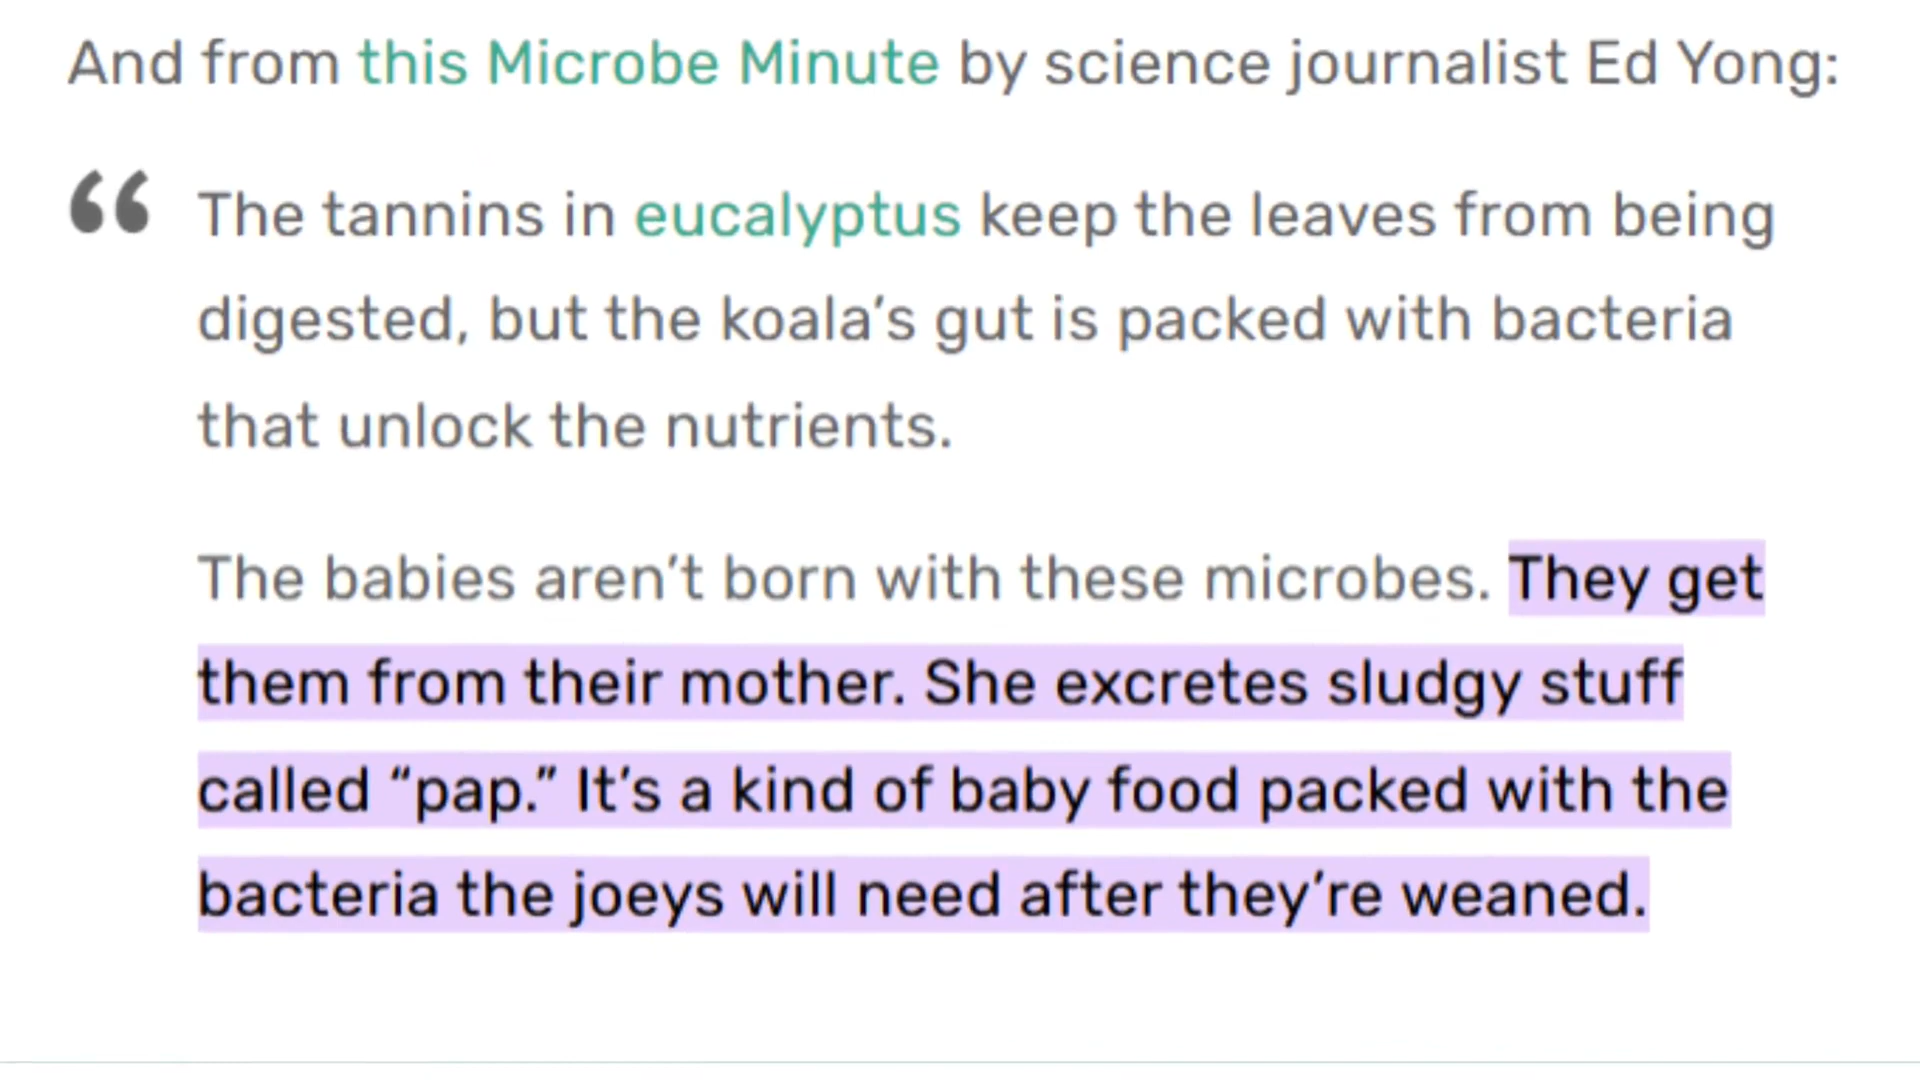 And from this Microbe Minute by science journalist Ed Yong:
“ The tannins in eucalyptus keep the leaves from being
digested, but the koala’s gut is packed with bacteria
that unlock the nutrients.
The babies aren’t born with these microbes. They get
them from their mother. She excretes sludgy stuff
called “pap.” It’s a kind of baby food packed with the
bacteria the joeys will need after they’re weaned.